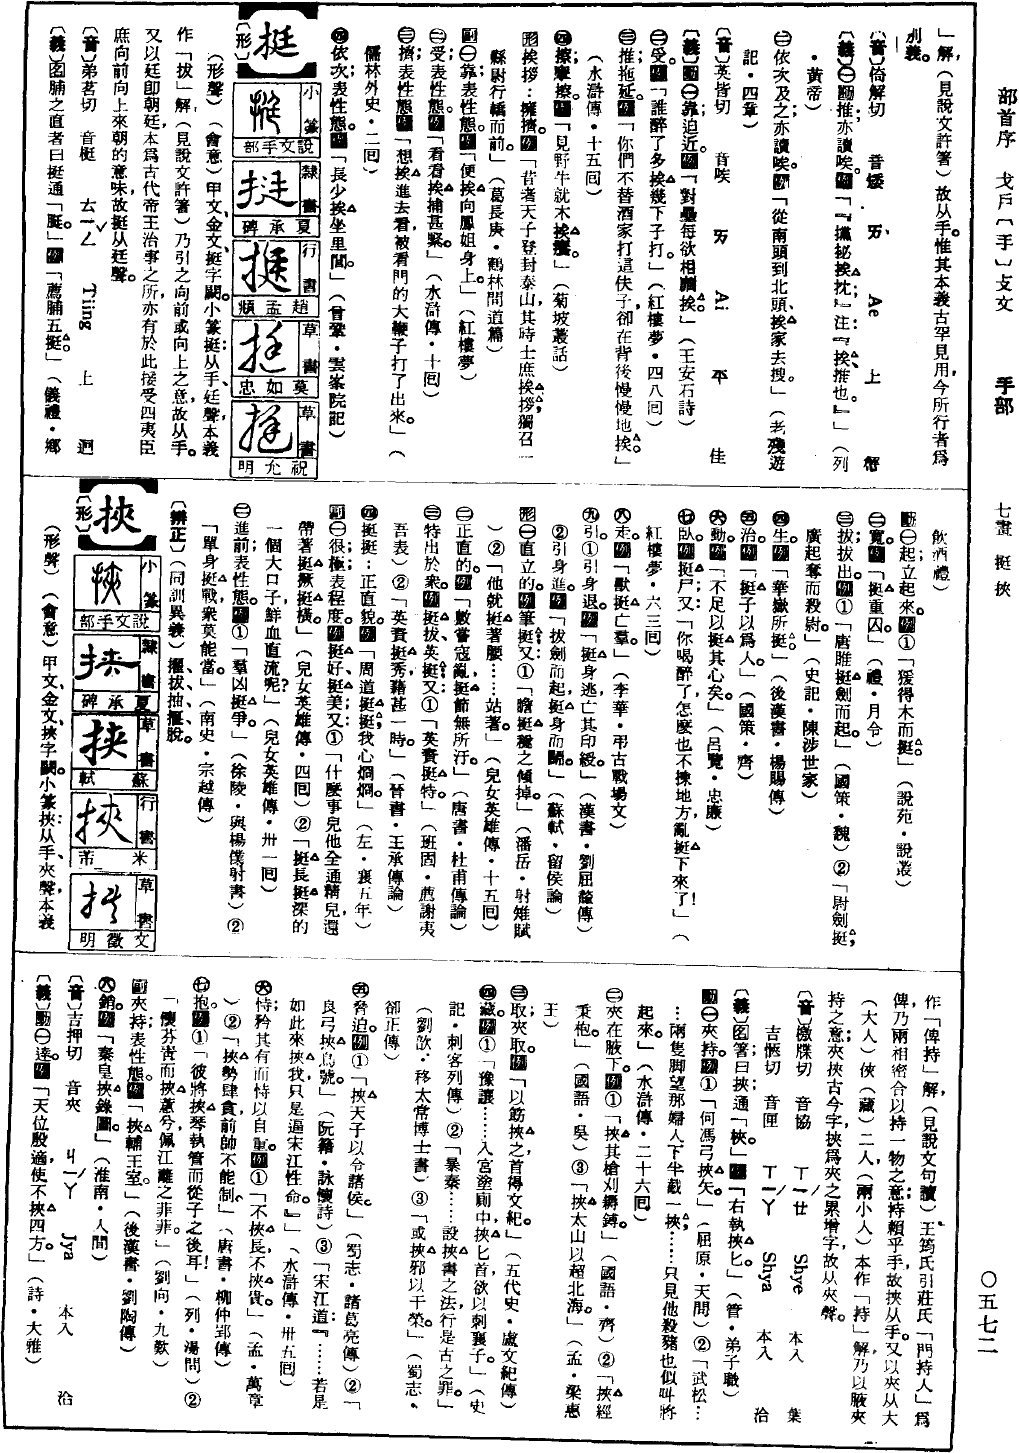 部首序　戈戶「手」攴文　手部　七畫　挺挾　〇五七二
」解，（見說文許箸）故从手惟其本義古罕見用，今所行者爲
別義。
〔音〕倚解切　音矮　ㄞˇ　Ae　上　蟹
〔義〕㊀動推亦讀唉。例「『攩㧙挨抌』；注：『挨，推也。』」（列
・黃帝）
㊁依次及之；亦讀唉。例「從南頭到北頭，挨家去搜。」（老殘遊
記・四章）
〔音〕英皆切　音唉　ㄞ　Ai　平　佳
〔義〕動㊀靠迫近。例「對壘每欲相讒挨。」（王安石詩）
㊁受。例「誰醉了，多挨幾下子打。」（紅樓夢・四八回）
㊂推拖延。例「你們不替酒家打這伕子，卻在背後慢慢地挨。」
（水滸傳・十五回）
㊃擦摩擦。例「見野牛就木挨癢。」（菊坡叢話）
形挨拶：擁擠。例「昔者天子登封泰山，其時士庶挨拶，獨召一
縣尉行轎而前。」（葛長庚・鶴林問道篇）
副㊀靠表性態。例「便挨向鳳姐身上。」（紅樓夢）
㊁受表性態。例「看看挨捕甚緊。」（水滸傳・十回）
㊂擠表性態。例「想挨進去看，被看門的大鞭子打了出來。」（
儒林外史・二回）
㊃依次表性態。例「長少挨坐里閭。」（曾鞏・雲峯院記）
挺
〔形〕
小篆　說文手部
隸書　夏承碑
行書　趙孟頫
草書　莫如忠
草書　祝允明
（形聲）（會意）甲文、金文挺字闕。小篆挺：从手、廷聲，本義
作「拔」解，（見說文許箸）乃引之向前或向上之意，故从手。
又以廷卽朝廷，本爲古代帝王治事之所，亦有於此接受四夷臣
庶向前向上來朝的意味，故挺从廷聲。
〔音〕弟茗切　音梃　ㄊㄧㄥˇ　Tiing　上　迥
〔義〕名脯之直者曰挺；通「脡。」例「薦脯五挺。」（儀禮・鄉
飲酒禮）
動㊀起立起來。例①「猨得木而挺。」（說苑・說叢）
㊁寬。例「挺重囚。」（禮・月令）
㊂拔拔出。例①「唐雎挺劍而起。」（國策・魏）②「尉劍挺，
廣起奪而殺尉。」（史記・陳涉世家）
㊃生。例「華嶽所挺。」（後漢書・楊賜傳）
㊄治。例「挺子以爲人。」（國策・齊）
㊅動。例「不足以挺其心矣。」（呂覽・忠廉）
㊆臥。例挺尸；又：「你喝醉了，怎麼也不揀地方，亂挺下來了！」（
紅樓夢・六三回）
㊇走。例「獸挺亡羣。」（李華・弔古戰場文）
㊈引。①引身退。例「挺身逃，亡其印綬。」（漢書・劉屈氂傳）
②引身進。例「拔劍而起，挺身而鬬。」（蘇軾・留侯論）
形㊀直立的。例筆挺；又①「瞻挺穟之傾掉。」（潘岳・射雉賦
）②「他就挺著腰……站著。」（兒女英雄傳・十五回）
㊁正直的。例「數嘗寇亂，挺節無所汙。」（唐書・杜甫傳論）
㊂特出於衆。例挺拔、英挺；又：①「英資挺特。」（班固・薦謝夷
吾表）②「英賢挺秀，籍甚一時。」（晉書・王承傳論）
㊃挺挺：正直貌。例「周道挺挺，我心烱烱。」（左・襄五年）
副㊀很極表程度。例挺好、挺美；又①「什麼事兒他全通精兒，還
帶著挺撅挺橫。」（兒女英雄傳・四回）②「挺長挺深的
一個大口子，鮮血直流呢？」（兒女英雄傳・卅一回）
㊁進前表性態。例①「羣凶挺爭。」（徐陵・與楊僕射書）②
「單身挺戰，衆莫能當。」（南史・宗越傳）
〔辨正〕（同訓異義）擢、拔、抽、挺、脫。
挾
〔形〕
小篆　說文手部
隸書　夏承碑
草書　蘇軾
行書　米芾
草書　文徵明
（形聲）（會意）甲文、金文挾字闕。小篆挾：从手、夾聲，本義
作「俾持」解，（見說文句讀）王筠氏引莊氏「門持人」爲
俾，乃兩相密合以持一物之意；持賴乎手，故挾从手。又以夾从大
（大人）俠（藏）二人（兩小人）本作「持」解，乃以腋夾
持之意；夾挾古今字，挾爲夾之累增字，故从夾聲。
〔音〕檄牒切　音協　ㄒㄧㄝˊ　Shye　本入　葉
吉愜切　音匣　ㄒㄧㄚˊ　Shya　本入　洽
〔義〕名箸曰挾；通「梜。」例「右執挾匕。」（管・弟子職）
動㊀夾持。例①「何馮弓挾矢。」（屈原・天問）②「武松…
…兩隻脚望那婦人下半截一挾，……只見他殺豬也似叫將
起來。」（水滸傳・二十六回）
㊁夾在腋下。例①「挾其槍刈耨鎛。」（國語・齊）②「挾經
秉枹。」（國語・吳）③「挾太山以超北海。」（孟・梁惠
王）
㊂取夾取。例「以筯挾之，首得文紀。」（五代史・盧文紀傳）
㊃藏。例①「豫讓……入宮塗廁中，挾匕首，欲以刺襄子。」（史
記・刺客列傳）②「暴秦……設挾書之法，行是古之罪。」
（劉歆・移太常博士書）③「或挾邪以干榮。」（蜀志・
卻正傳）
㊄脅迫。例①「挾天子以令諸侯。」（蜀志・諸葛亮傳）②「
良弓挾烏號。」（阮籍・詠懷詩）③「宋江道：『……若是
如此來挾我，只是逼宋江性命。』」（水滸傳・卅五回）
㊅恃矜其有而恃以自重。例①「不挾長，不挾貴。」（孟・萬章
）②「挾勢肆貪，前帥不能制。」（唐書・柳仲郢傳）
㊆抱。例①「彼將挾琴執管而從子之後耳！」（列・湯問）②
「懷芬青而挾蕙兮，佩江蘺之菲菲。」（劉向・九歎）
副夾持表性態。例「挾輔王室。」（後漢書・劉陶傳）
㊇銷。例「秦皇挾錄圖。」（淮南・人間）
〔音〕吉押切　音夾　ㄐㄧㄚˊ　Jya　本入　洽
〔義〕動㊀達。例「天位殷適，使不挾四方。」（詩・大雅）